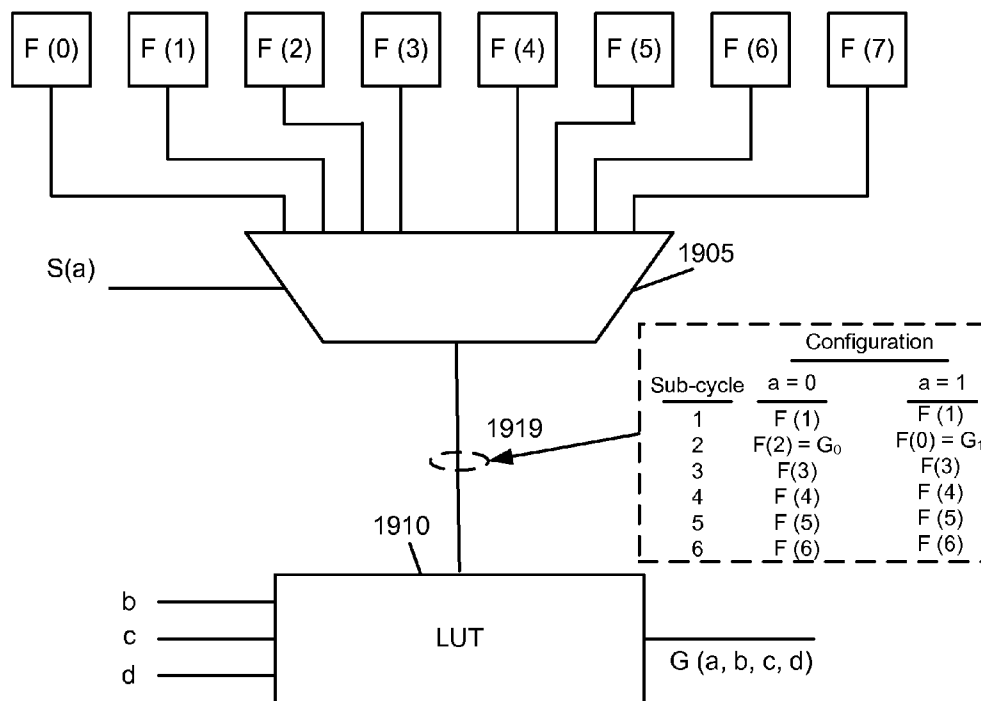 F (0) F (1) F (2) F (3) F (4) F (5) F (6) F (7)
S(a)
1905
Configuration
Sub-cycle a = 0 a = 1
1 F (1) F (1)
2 F(2) = G₀ F(0) = G₁
3 F(3) F(3)
4 F (4) F (4)
5 F (5) F (5)
6 F (6) F (6)
1919
1910
b
c
d
LUT
G (a, b, c, d)